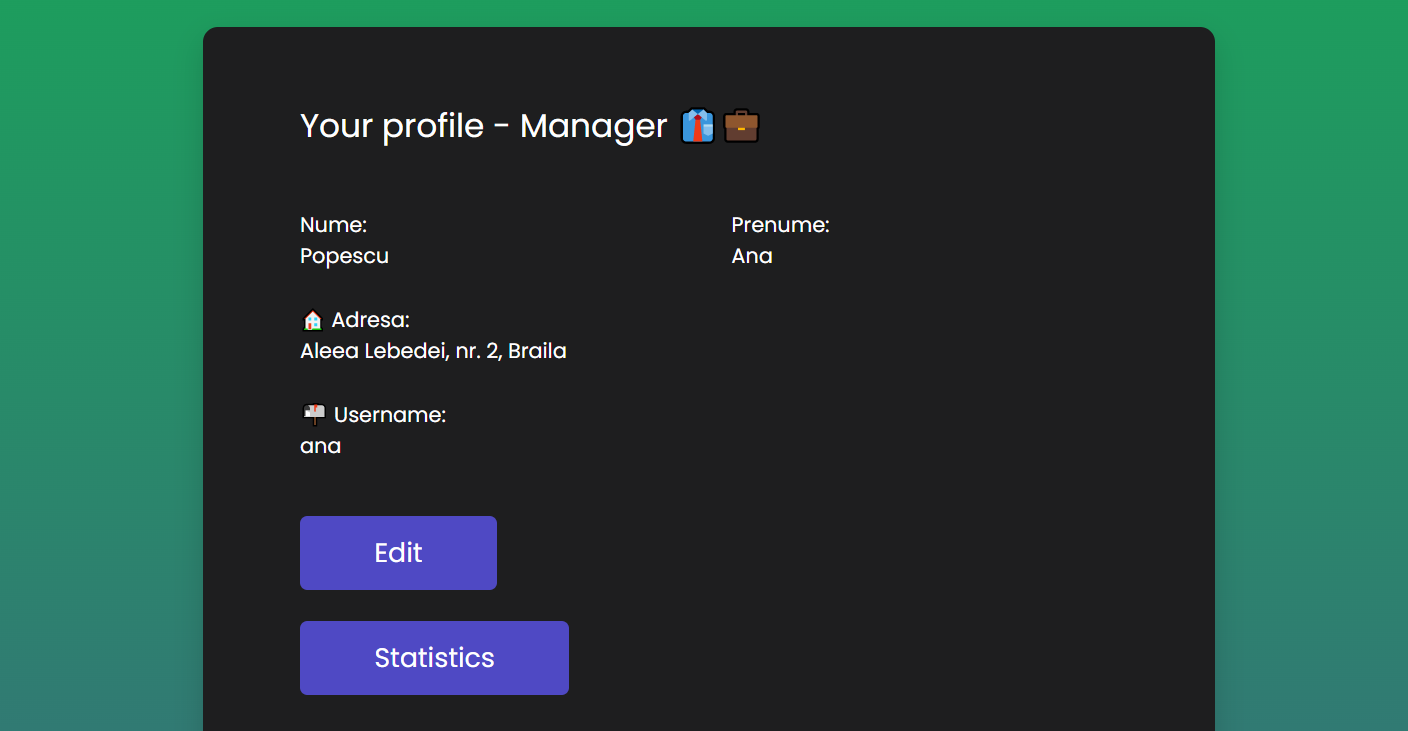 Your profile - Manager 👔💼
Nume:
Popescu
Prenume:
Ana
🏠 Adresa:
Aleea Lebedei, nr. 2, Braila
📭 Username:
ana
Edit
Statistics